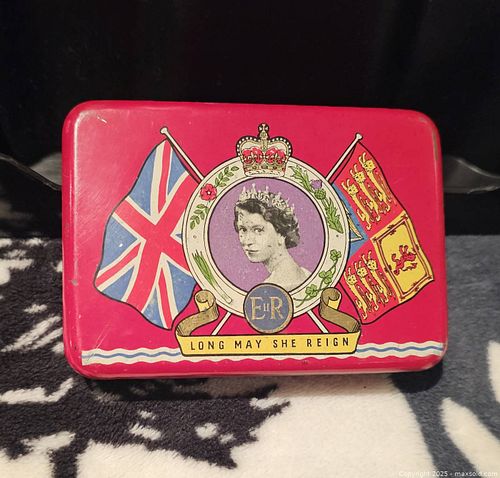 EIIR
LONG MAY SHE REIGN
Copyright 2025 - maxsold.com